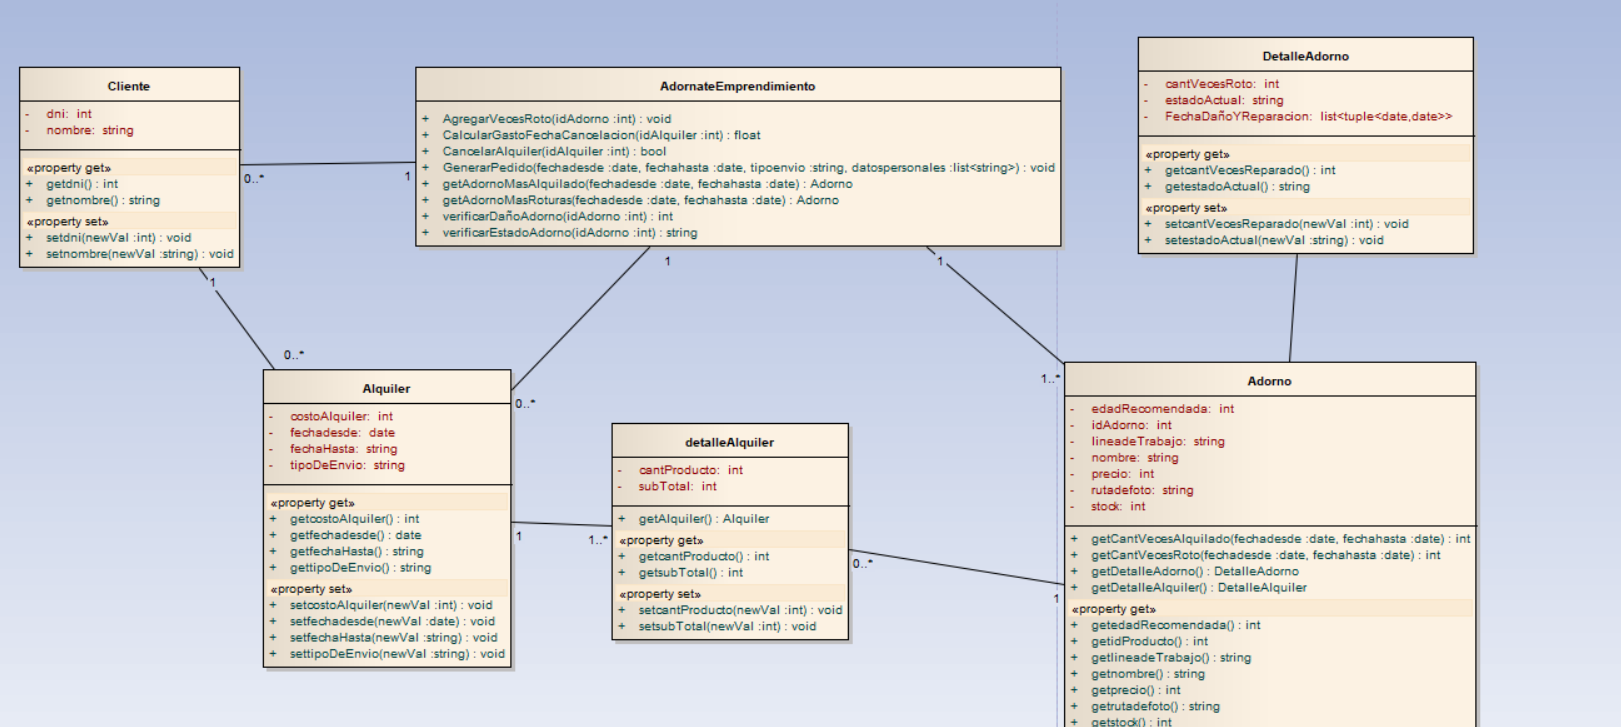 Cliente
- dni: int
- nombre: string
«property get»
+ getdni() : int
+ getnombre() : string
«property set»
+ setdni(newVal :int) : void
+ setnombre(newVal :string) : void
0..*
1
AdornateEmprendimiento
+ AgregarVecesRoto(idAdorno :int) : void
+ CalcularGastoFechaCancelacion(idAlquiler :int) : float
+ CancelarAlquiler(idAlquiler :int) : bool
+ GenerarPedido(fechadesde :date, fechahasta :date, tipoenvio :string, datospersonales :list<string>) : void
+ getAdornoMasAlquilado(fechadesde :date, fechahasta :date) : Adorno
+ getAdornoMasRoturas(fechadesde :date, fechahasta :date) : Adorno
+ verificarDañoAdorno(idAdorno :int) : int
+ verificarEstadoAdorno(idAdorno :int) : string
DetalleAdorno
- cantVecesRoto: int
- estadoActual: string
- FechaDañoYReparacion: list<tuple<date,date>>
«property get»
+ getcantVecesReparado() : int
+ getestadoActual() : string
«property set»
+ setcantVecesReparado(newVal :int) : void
+ setestadoActual(newVal :string) : void
1
0..*
1
0..*
1
1..*
Alquiler
- costoAlquiler: int
- fechadesde: date
- fechaHasta: string
- tipoDeEnvio: string
«property get»
+ getcostoAlquiler() : int
+ getfechadesde() : date
+ getfechaHasta() : string
+ gettipoDeEnvio() : string
«property set»
+ setcostoAlquiler(newVal :int) : void
+ setfechadesde(newVal :date) : void
+ setfechaHasta(newVal :string) : void
+ settipoDeEnvio(newVal :string) : void
1
1..*
detalleAlquiler
- cantProducto: int
- subTotal: int
+ getAlquiler() : Alquiler
«property get»
+ getcantProducto() : int
+ getsubTotal() : int
«property set»
+ setcantProducto(newVal :int) : void
+ setsubTotal(newVal :int) : void
0..*
1
Adorno
- edadRecomendada: int
- idAdorno: int
- lineadeTrabajo: string
- nombre: string
- precio: int
- rutadefoto: string
- stock: int
+ getCantVecesAlquilado(fechadesde :date, fechahasta :date) : int
+ getCantVecesRoto(fechadesde :date, fechahasta :date) : int
+ getDetalleAdorno() : DetalleAdorno
+ getDetalleAlquiler() : DetalleAlquiler
«property get»
+ getedadRecomendada() : int
+ getidProducto() : int
+ getlineadeTrabajo() : string
+ getnombre() : string
+ getprecio() : int
+ getrutadefoto() : string
+ getstock() : int